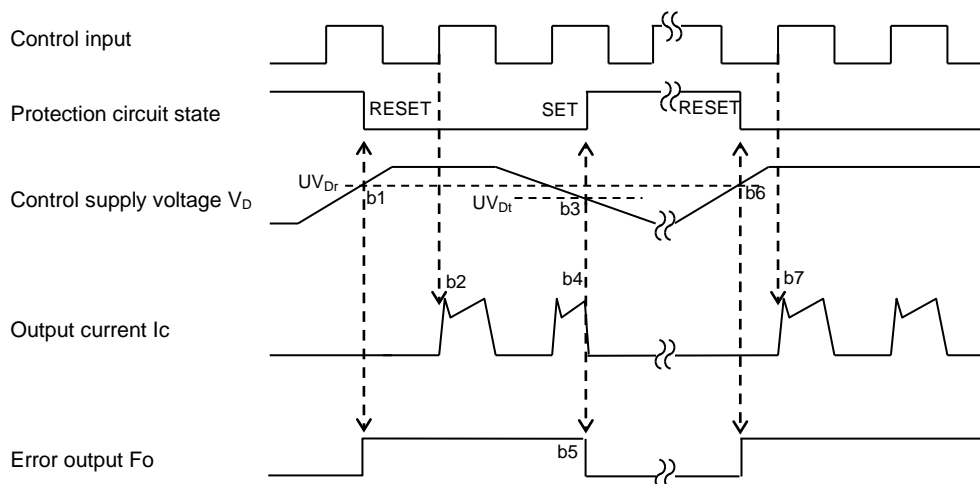 Control input
Protection circuit state
RESET
SET
RESET
Control supply voltage VD
UVDr
b1
UVDt
b3
b6
b2
b4
b7
Output current Ic
b5
Error output Fo